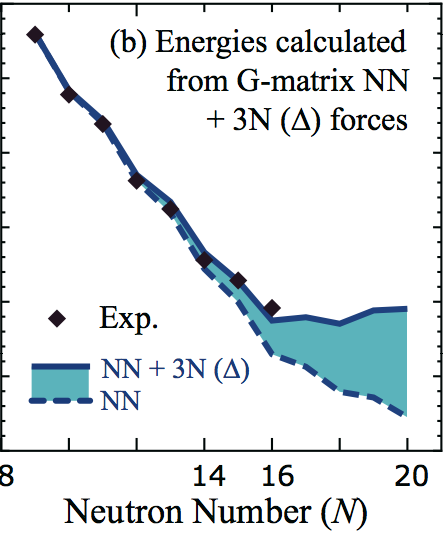 (b) Energies calculated
from G-matrix NN
+ 3N (Δ) forces
Exp.
NN + 3N (Δ)
NN
8 14 16 20
Neutron Number (N)